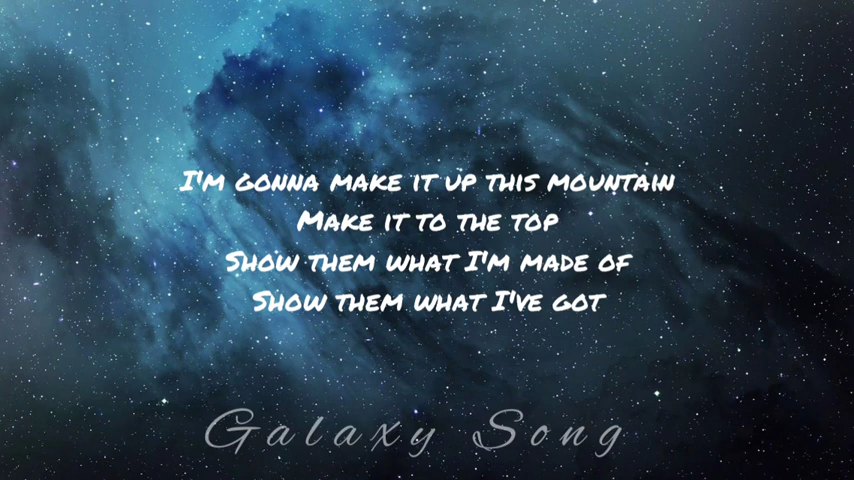 I'm gonna make it up this mountain
Make it to the top
Show them what I'm made of
Show them what I've got
Galaxy Song